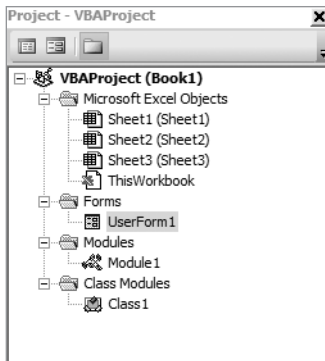 Project - VBAProject
VBAProject (Book1)
Microsoft Excel Objects
Sheet1 (Sheet1)
Sheet2 (Sheet2)
Sheet3 (Sheet3)
ThisWorkbook
Forms
UserForm1
Modules
Module1
Class Modules
Class1